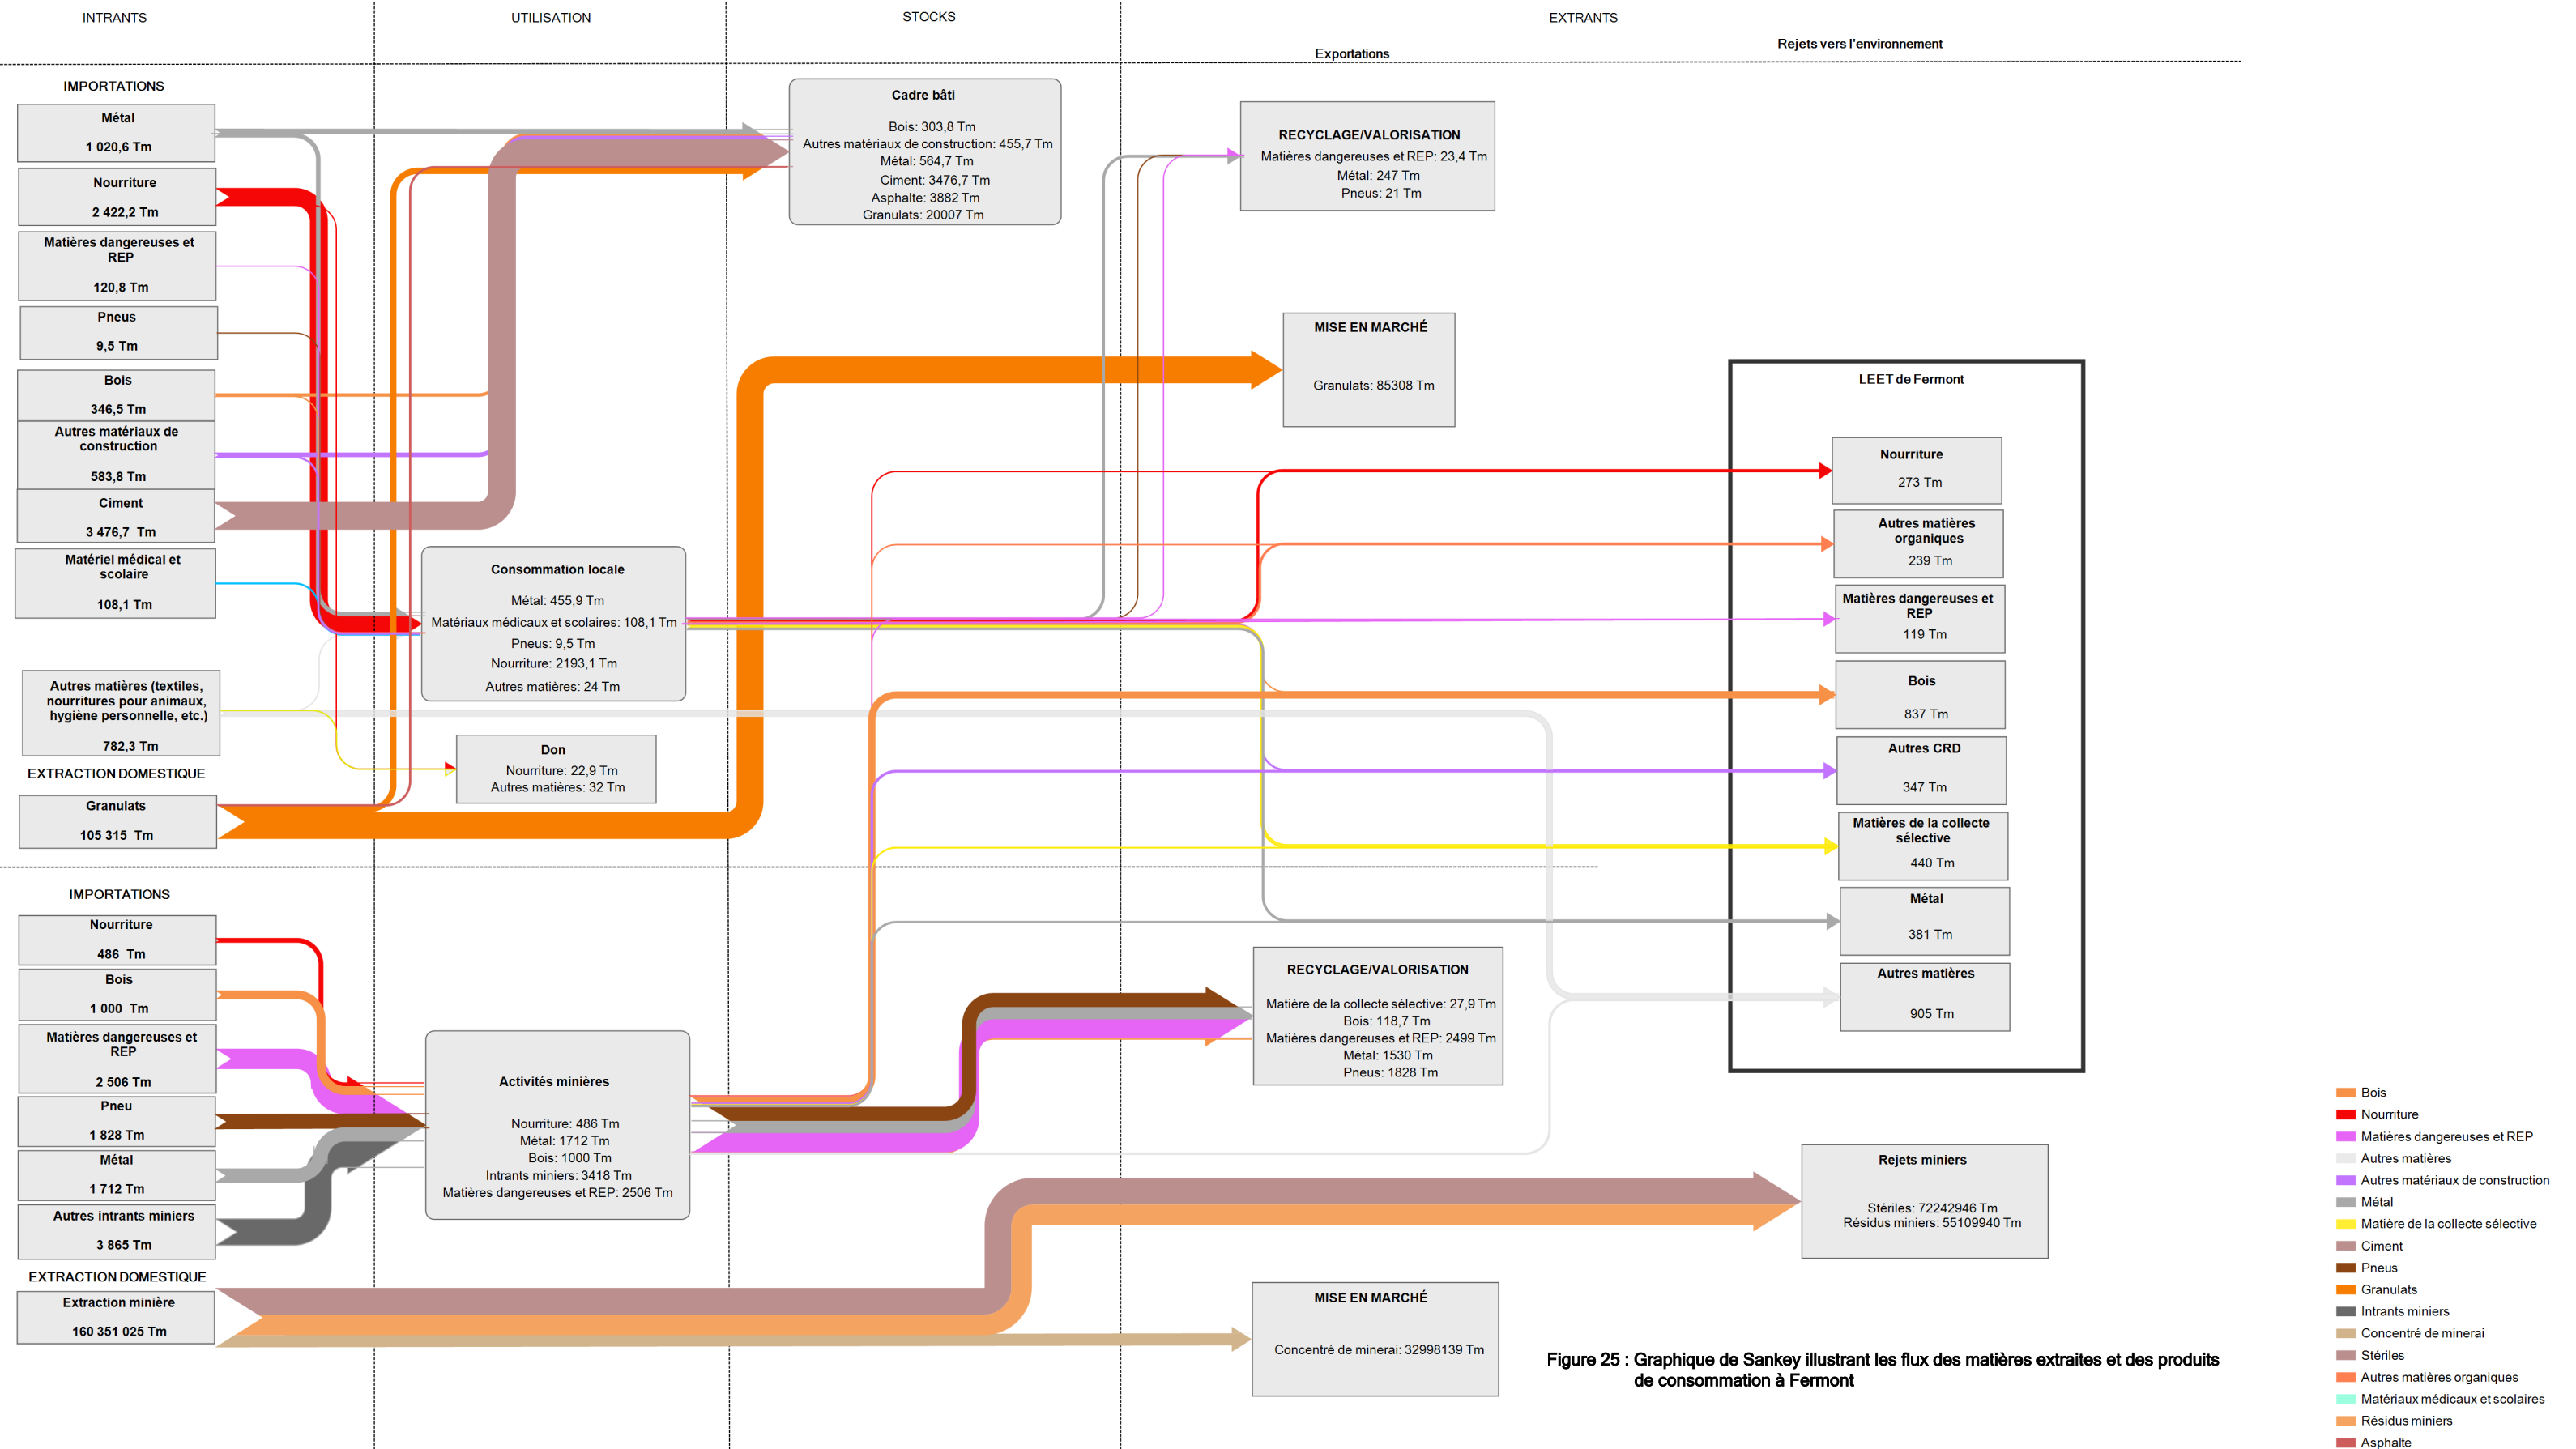 INTRANTS
UTILISATION
STOCKS
EXTRANTS
Exportations
Rejets vers l'environnement
IMPORTATIONS
Métal
1 020,6 Tm
Nourriture
2 422,2 Tm
Matières dangereuses et
REP
120,8 Tm
Pneus
9,5 Tm
Bois
346,5 Tm
Autres matériaux de
construction
583,8 Tm
Ciment
3 476,7 Tm
Matériel médical et
scolaire
108,1 Tm
Autres matières (textiles,
nourritures pour animaux,
hygiène personnelle, etc.)
782,3 Tm
EXTRACTION DOMESTIQUE
Granulats
105 315 Tm
Cadre bâti
Bois: 303,8 Tm
Autres matériaux de construction: 455,7 Tm
Métal: 564,7 Tm
Ciment: 3476,7 Tm
Asphalte: 3882 Tm
Granulats: 20007 Tm
Consommation locale
Métal: 455,9 Tm
Matériaux médicaux et scolaires: 108,1 Tm
Pneus: 9,5 Tm
Nourriture: 2193,1 Tm
Autres matières: 24 Tm
Don
Nourriture: 22,9 Tm
Autres matières: 32 Tm
RECYCLAGE/VALORISATION
Matières dangereuses et REP: 23,4 Tm
Métal: 247 Tm
Pneus: 21 Tm
MISE EN MARCHÉ
Granulats: 85308 Tm
LEET de Fermont
Nourriture
273 Tm
Autres matières
organiques
239 Tm
Matières dangereuses et
REP
119 Tm
Bois
837 Tm
Autres CRD
347 Tm
Matières de la collecte
sélective
440 Tm
Métal
381 Tm
Autres matières
905 Tm
IMPORTATIONS
Nourriture
486 Tm
Bois
1 000 Tm
Matières dangereuses et
REP
2 506 Tm
Pneu
1 828 Tm
Métal
1 712 Tm
Autres intrants miniers
3 865 Tm
EXTRACTION DOMESTIQUE
Extraction minière
160 351 025 Tm
Activités minières
Nourriture: 486 Tm
Métal: 1712 Tm
Bois: 1000 Tm
Intrants miniers: 3418 Tm
Matières dangereuses et REP: 2506 Tm
RECYCLAGE/VALORISATION
Matière de la collecte sélective: 27,9 Tm
Bois: 118,7 Tm
Matières dangereuses et REP: 2499 Tm
Métal: 1530 Tm
Pneus: 1828 Tm
Rejets miniers
Stériles: 72242946 Tm
Résidus miniers: 55109940 Tm
MISE EN MARCHÉ
Concentré de minerai: 32998139 Tm
Figure 25 : Graphique de Sankey illustrant les flux des matières extraites et des produits
de consommation à Fermont
Bois
Nourriture
Matières dangereuses et REP
Autres matières
Autres matériaux de construction
Métal
Matière de la collecte sélective
Ciment
Pneus
Granulats
Intrants miniers
Concentré de minerai
Stériles
Autres matières organiques
Matériaux médicaux et scolaires
Résidus miniers
Asphalte